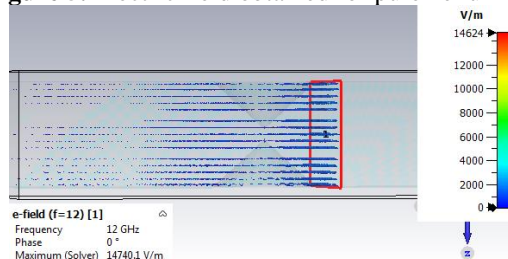 V/m
14624
12000
10000
8000
6000
4000
2000
0
1
e-field (f=12) [1]
Frequency 12 GHz
Phase 0 °
Maximum (Solver) 14740.1 V/m
z